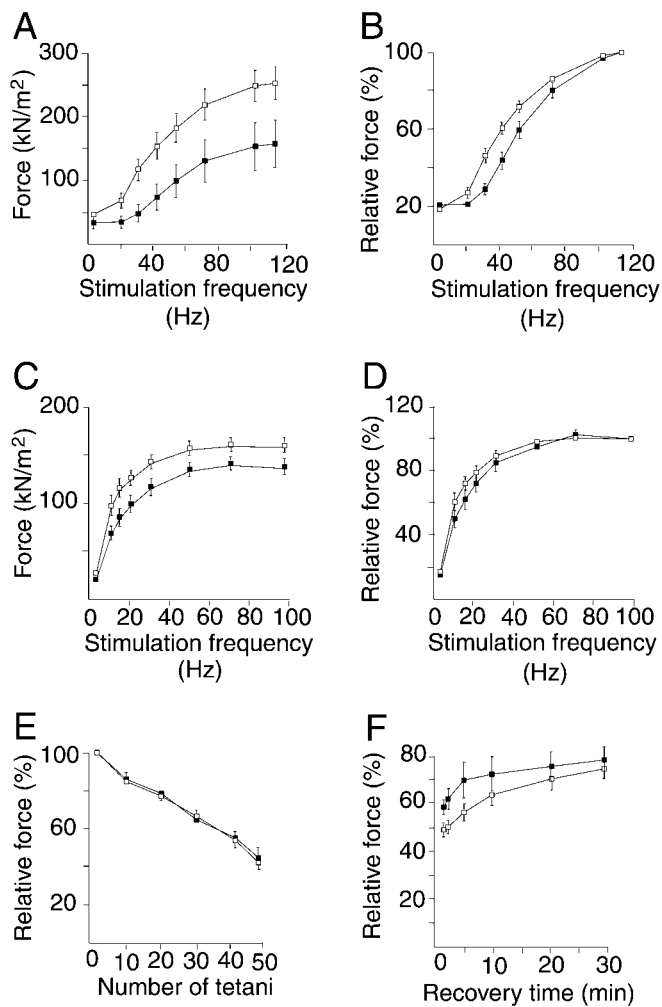 A
Force (kN/m²)
300
200
100
0 40 80 120
Stimulation frequency
(Hz)
B
Relative force (%)
100
60
20
0 40 80 120
Stimulation frequency
(Hz)
C
Force (kN/m²)
200
100
0 20 40 60 80 100
Stimulation frequency
(Hz)
D
Relative force (%)
120
80
40
0 20 40 60 80 100
Stimulation frequency
(Hz)
E
Relative force (%)
100
60
20
0 10 20 30 40 50
Number of tetani
F
Relative force (%)
80
60
40
20
0 10 20 30
Recovery time (min)